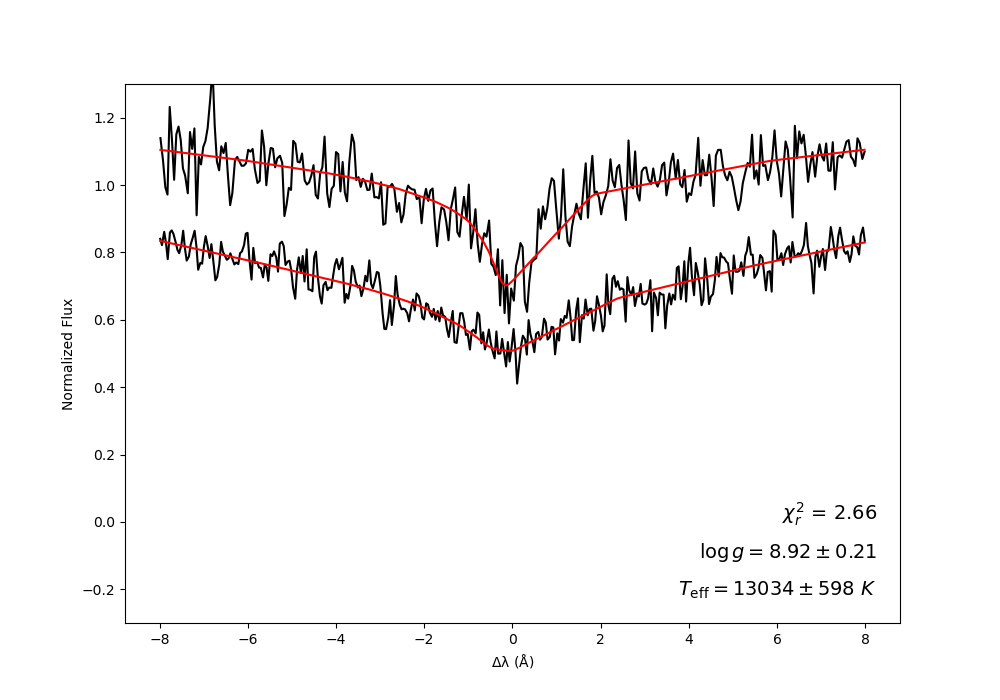 1.2
1.0
0.8
0.6
0.4
0.2
0.0
−0.2
Normalized Flux
χ²ᵣ = 2.66
log g = 8.92 ± 0.21
T_eff = 13034 ± 598 K
−8 −6 −4 −2 0 2 4 6 8
Δλ (Å)